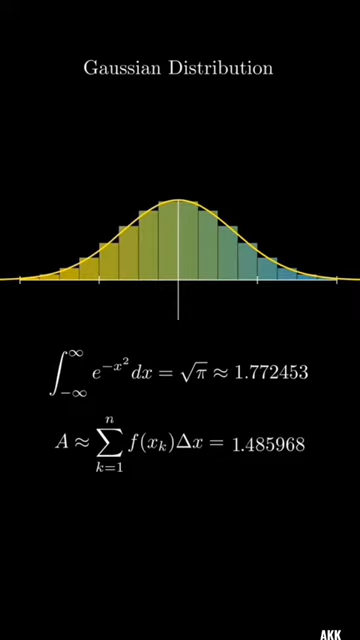 Gaussian Distribution
∫_{-∞}^{∞} e^{-x²} dx = √π ≈ 1.772453
A ≈ ∑_{k=1}^{n} f(x_k)Δx = 1.485968
AKK